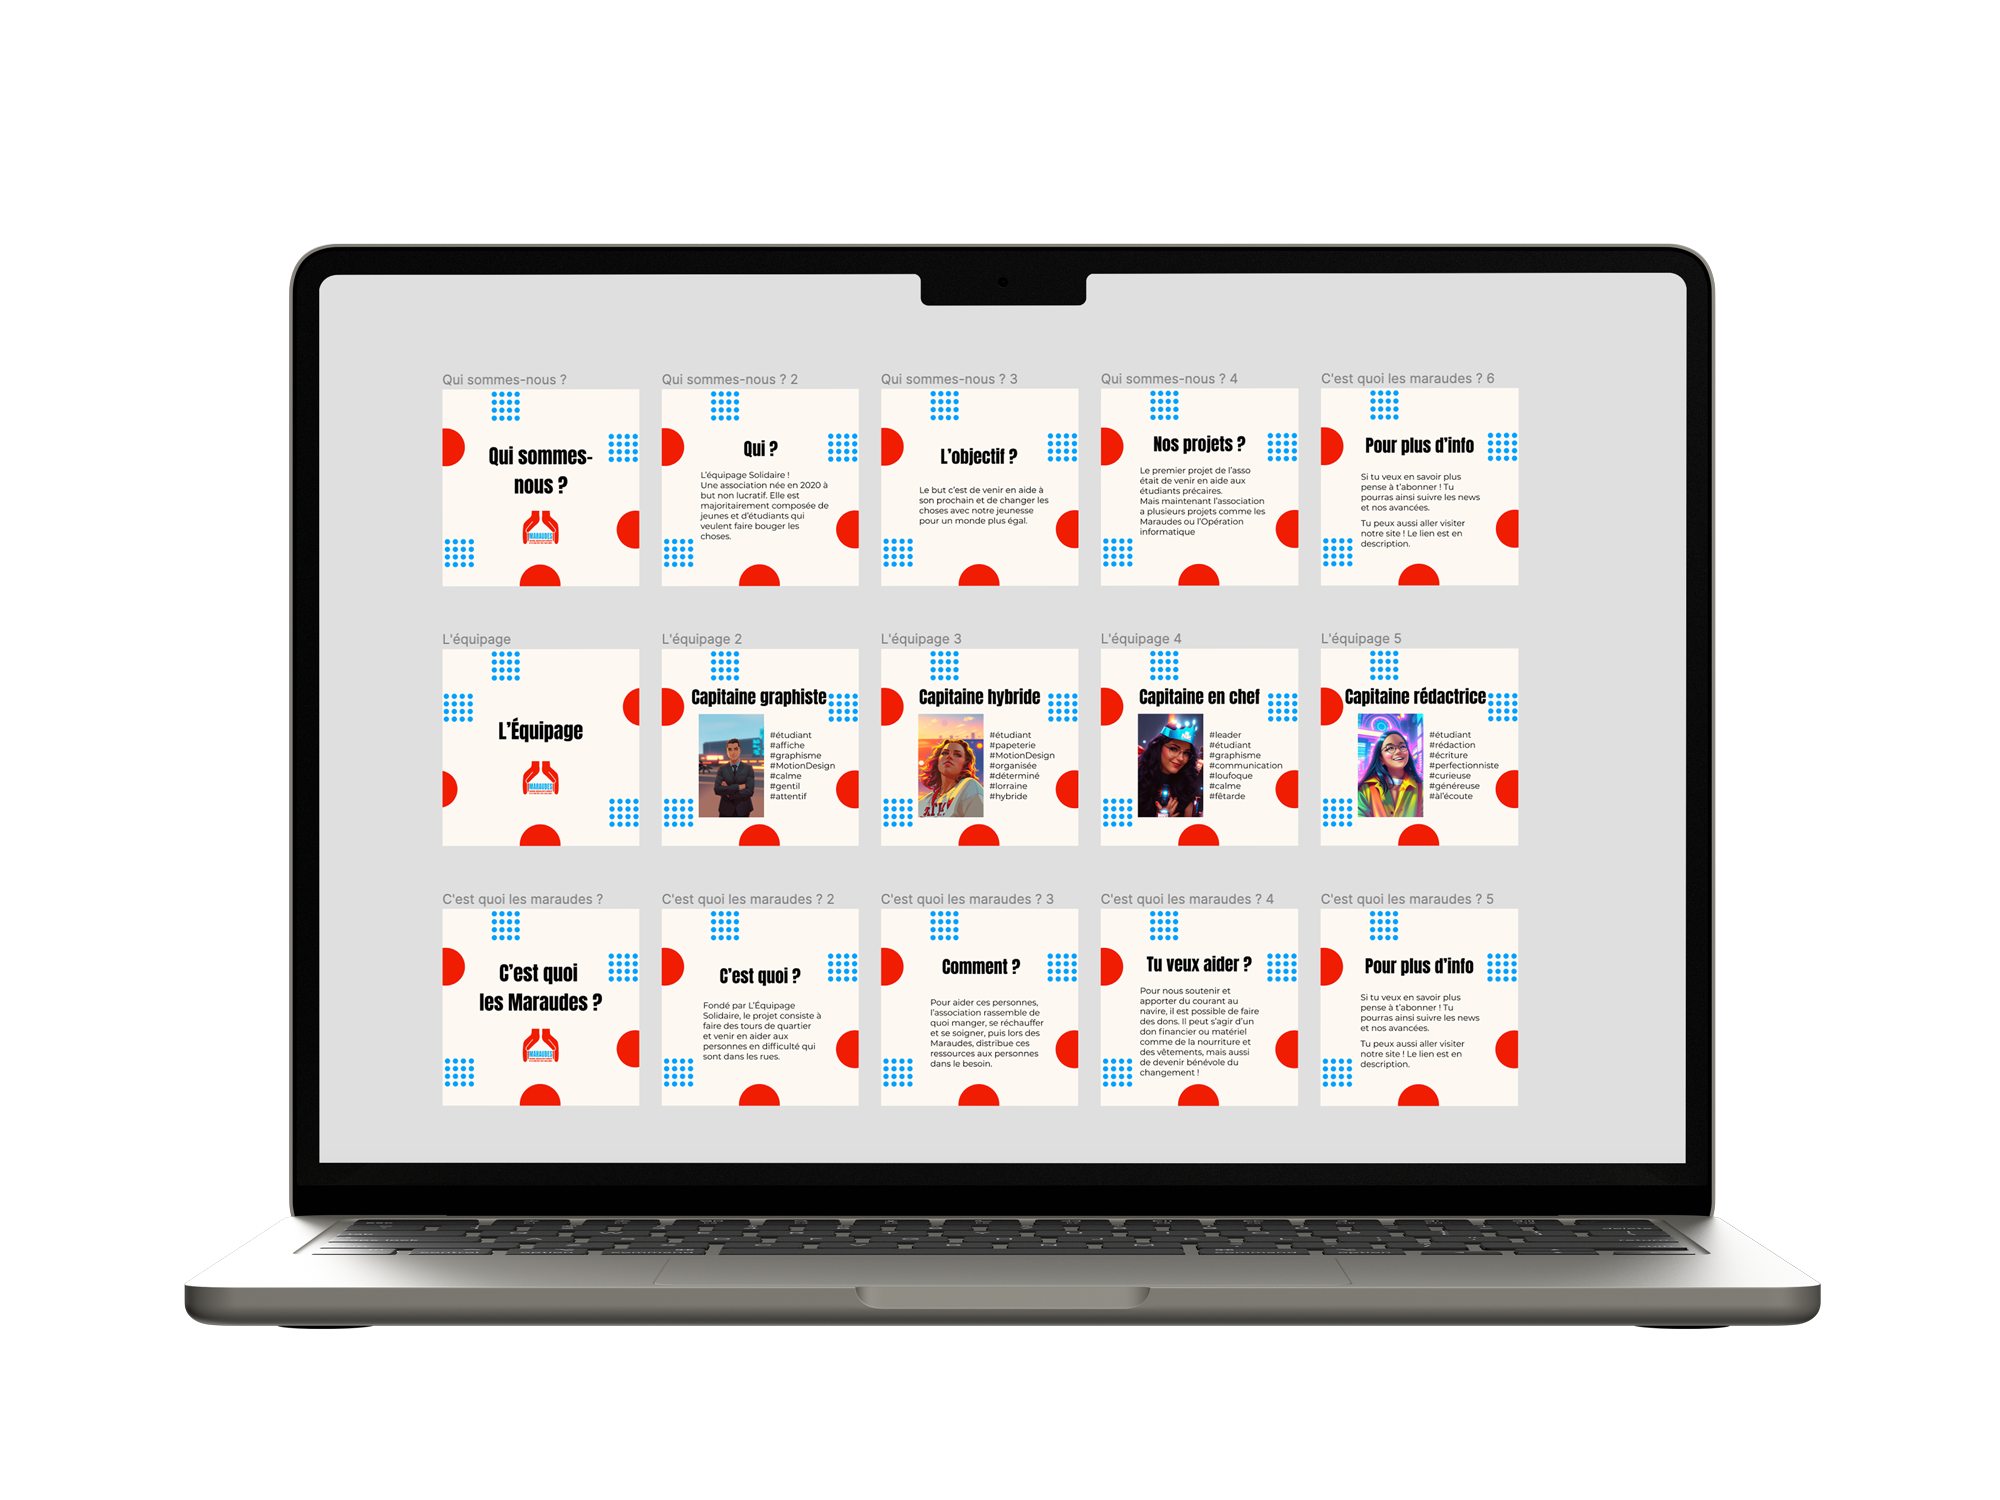 Qui sommes-nous ?
Qui sommes-
nous ?
MARAUDES
Qui sommes-nous ? 2
Qui ?
L'équipage Solidaire !
Une association née en 2020 à
but non lucratif. Elle est
majoritairement composée de
jeunes et d'étudiants qui
veulent faire bouger les
choses.
Qui sommes-nous ? 3
L'objectif ?
Le but c'est de venir en aide à
son prochain et de changer les
choses avec notre jeunesse
pour un monde plus égal.
Qui sommes-nous ? 4
Nos projets ?
Le premier projet de l'asso
était de venir en aide aux
étudiants précaires.
Mais maintenant l'association
a plusieurs projets comme les
Maraudes ou l'Opération
informatique
C'est quoi les maraudes ? 6
Pour plus d'info
Si tu veux en savoir plus
pense à t'abonner ! Tu
pourras ainsi suivre les news
et nos avancées.
Tu peux aussi aller visiter
notre site ! Le lien est en
description.
L'équipage
L'Équipage
MARAUDES
L'équipage 2
Capitaine graphiste
#étudiant
#affiche
#graphisme
#MotionDesign
#calme
#gentil
#attentif
L'équipage 3
Capitaine hybride
#étudiant
#papeterie
#MotionDesign
#organisée
#déterminé
#lorraine
#hybride
L'équipage 4
Capitaine en chef
#leader
#étudiant
#graphisme
#communication
#loufoque
#calme
#fêtarde
L'équipage 5
Capitaine rédactrice
#étudiant
#rédaction
#écriture
#perfectionniste
#curieuse
#généreuse
#àl'écoute
C'est quoi les maraudes ?
C'est quoi
les Maraudes ?
MARAUDES
C'est quoi les maraudes ? 2
C'est quoi ?
Fondé par L'Équipage
Solidaire, le projet consiste à
faire des tours de quartier
et venir en aider aux
personnes en difficulté qui
sont dans les rues.
C'est quoi les maraudes ? 3
Comment ?
Pour aider ces personnes,
l'association rassemble de
quoi manger, se réchauffer
et se soigner, puis lors des
Maraudes, distribue ces
ressources aux personnes
dans le besoin.
C'est quoi les maraudes ? 4
Tu veux aider ?
Pour nous soutenir et
apporter du courant au
navire, il est possible de faire
des dons. Il peut s'agir d'un
don financier ou matériel
comme de la nourriture et
des vêtements, mais aussi
de devenir bénévole du
changement !
C'est quoi les maraudes ? 5
Pour plus d'info
Si tu veux en savoir plus
pense à t'abonner ! Tu
pourras ainsi suivre les news
et nos avancées.
Tu peux aussi aller visiter
notre site ! Le lien est en
description.